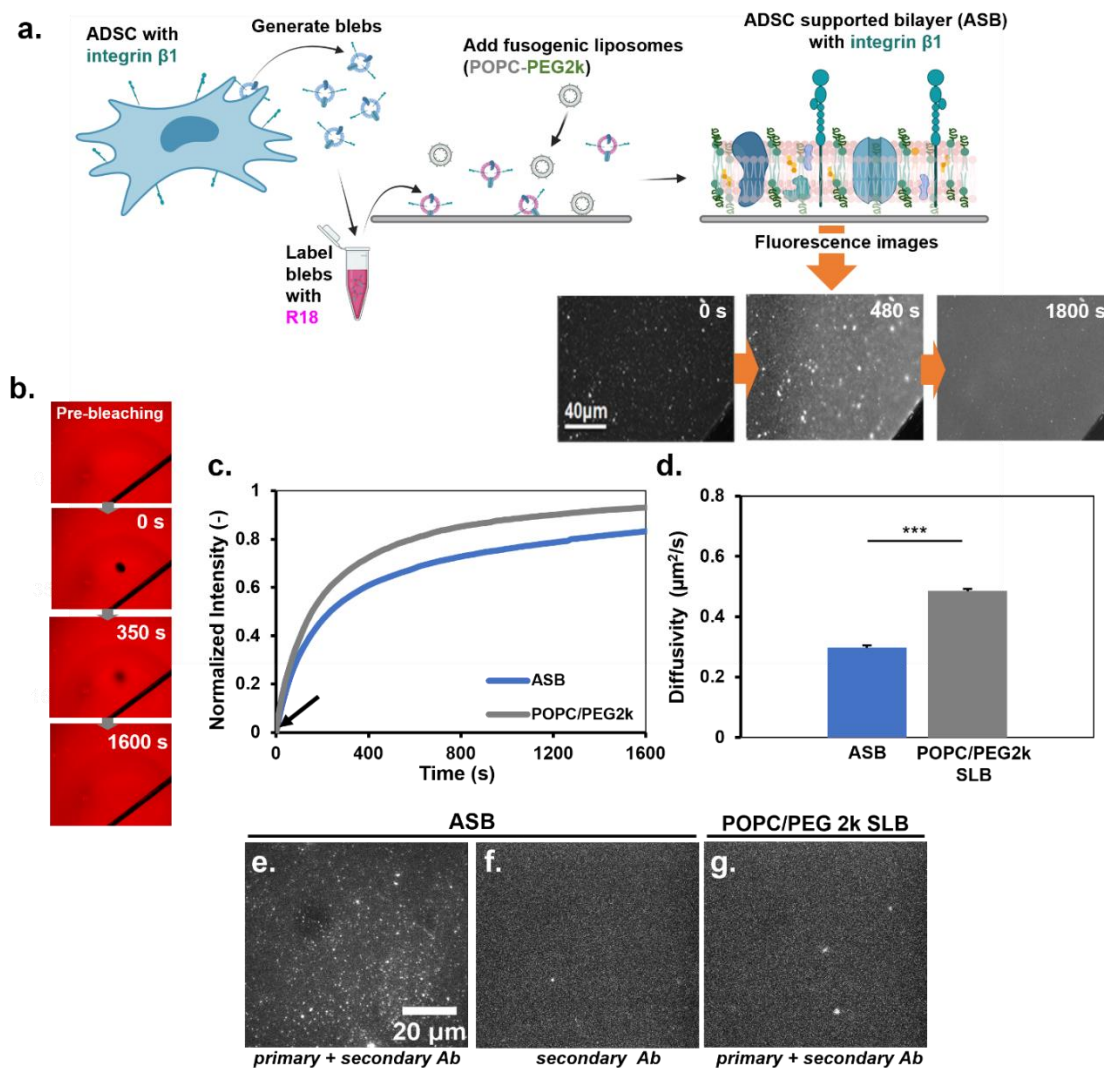 a.
ADSC with
integrin β1
Generate blebs
Add fusogenic liposomes
(POPC-PEG2k)
ADSC supported bilayer (ASB)
with integrin β1
Label
blebs
with
R18
Fluorescence images
0 s
480 s
1800 s
40µm
b.
Pre-bleaching
0 s
350 s
1600 s
c.
Normalized Intensity (-)
1
0.8
0.6
0.4
0.2
0
ASB
POPC/PEG2k
0 400 800 1200 1600
Time (s)
d.
Diffusivity (µm²/s)
0.8
0.6
0.4
0.2
0
***
ASB
POPC/PEG2k
SLB
ASB
POPC/PEG 2k SLB
e.
f.
g.
20 µm
primary + secondary Ab
secondary Ab
primary + secondary Ab